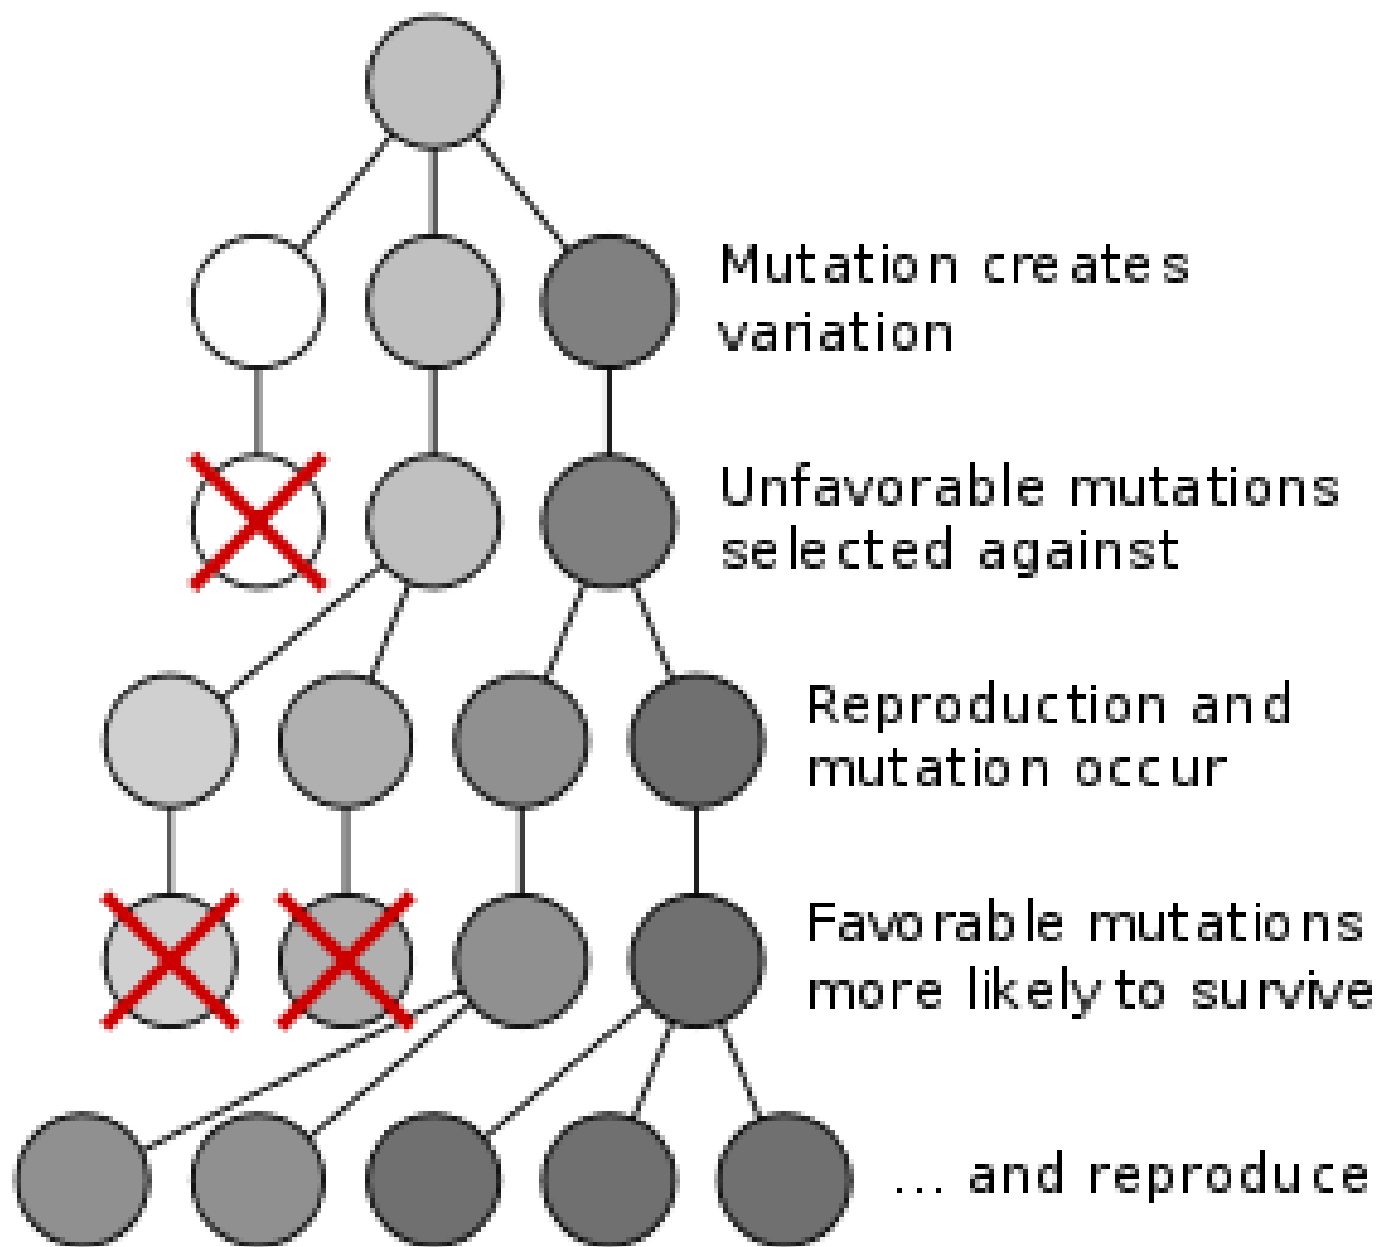 Mutation creates
variation
Unfavorable mutations
selected against
Reproduction and
mutation occur
Favorable mutations
more likely to survive
... and reproduce